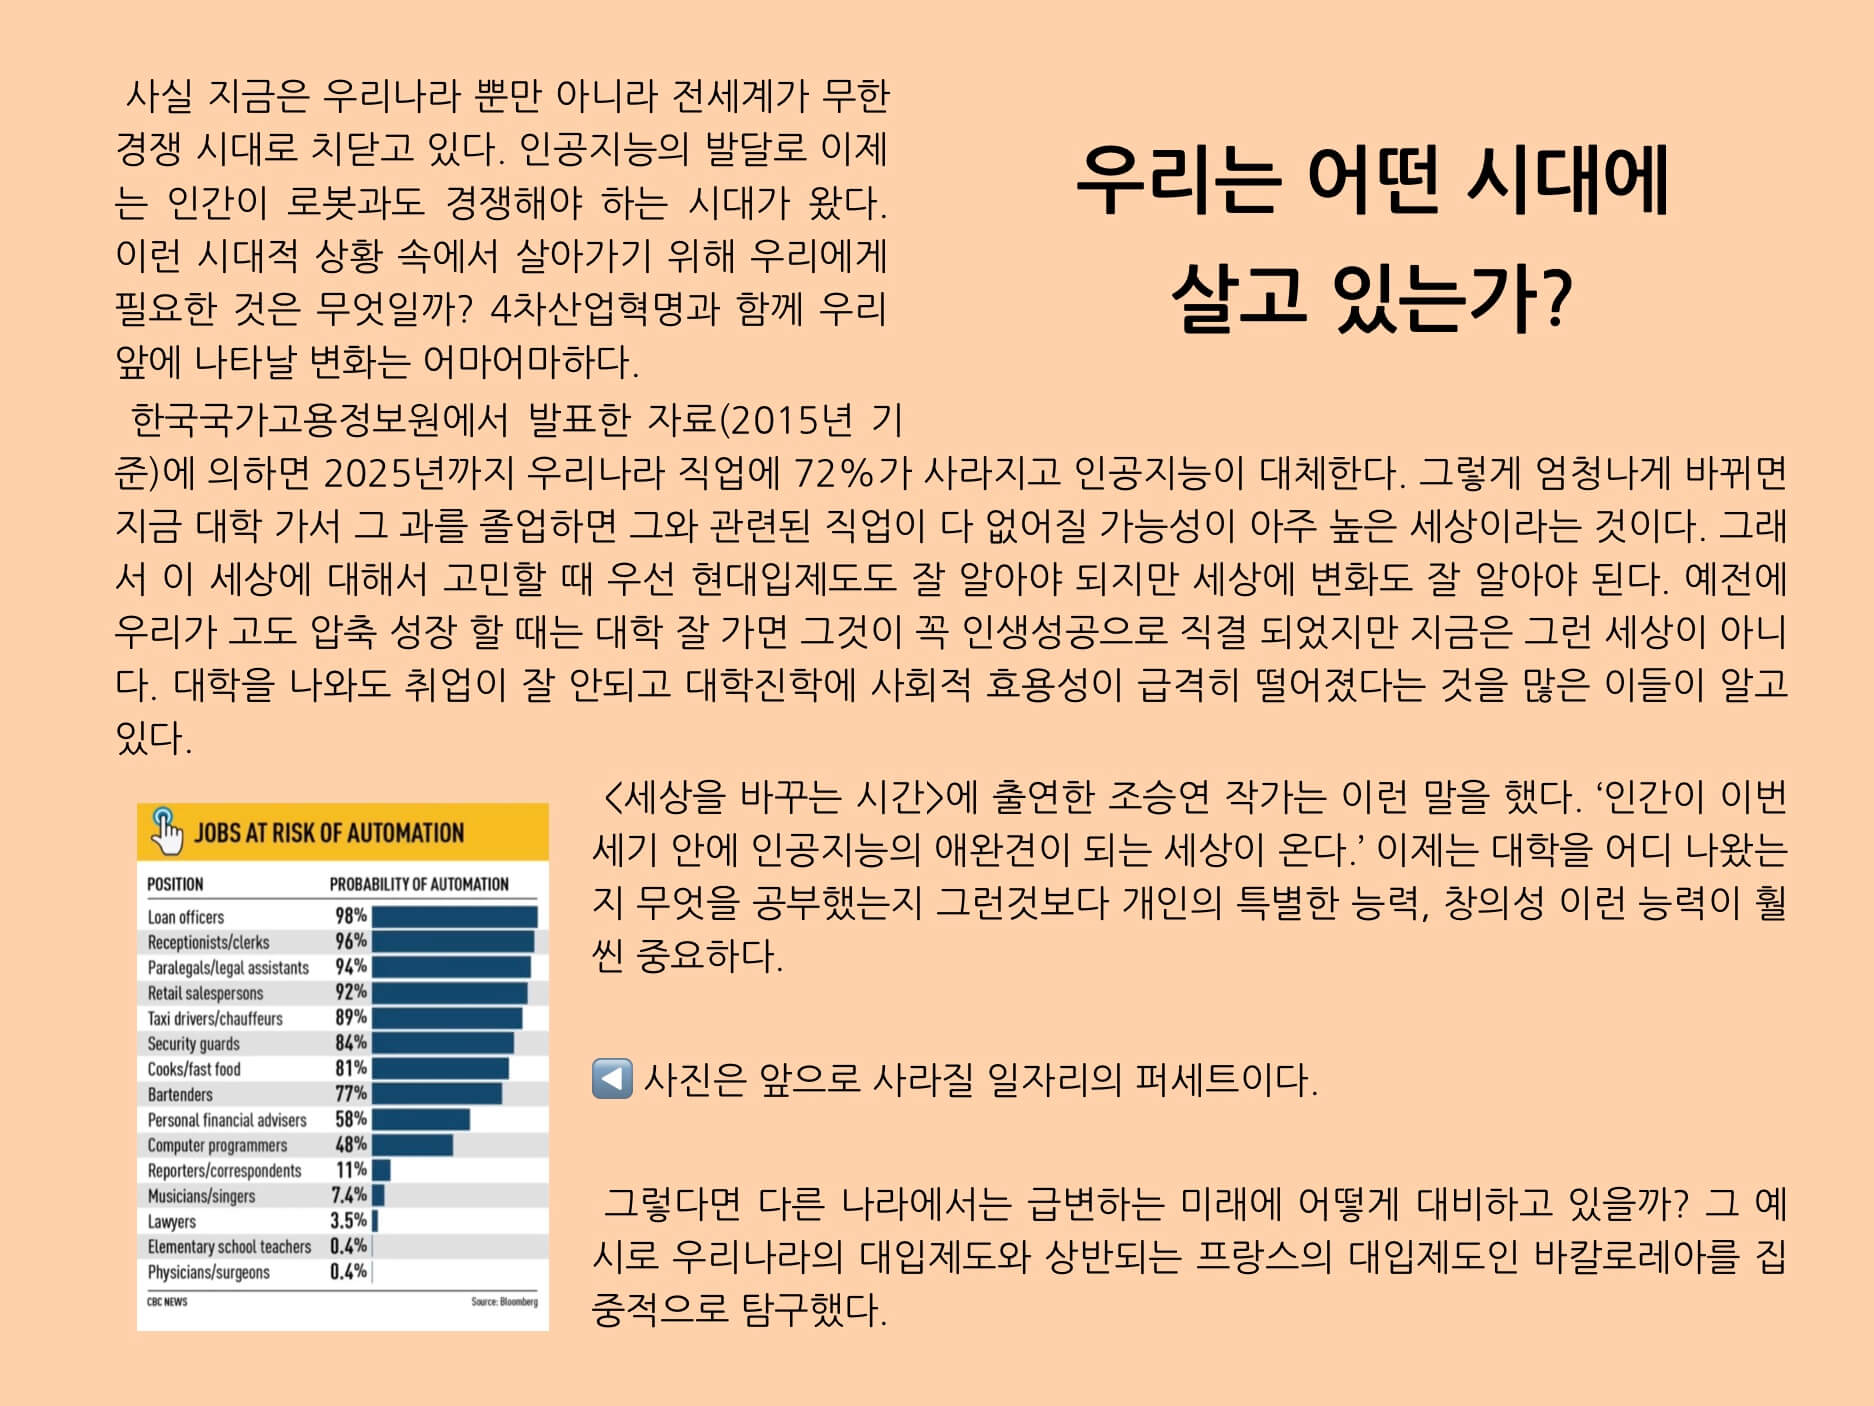 우리는 어떤 시대에
살고 있는가?
사실 지금은 우리나라 뿐만 아니라 전세계가 무한
경쟁 시대로 치닫고 있다. 인공지능의 발달로 이제
는 인간이 로봇과도 경쟁해야 하는 시대가 왔다.
이런 시대적 상황 속에서 살아가기 위해 우리에게
필요한 것은 무엇일까? 4차산업혁명과 함께 우리
앞에 나타날 변화는 어마어마하다.
한국국가고용정보원에서 발표한 자료(2015년 기
준)에 의하면 2025년까지 우리나라 직업에 72%가 사라지고 인공지능이 대체한다. 그렇게 엄청나게 바뀌면
지금 대학 가서 그 과를 졸업하면 그와 관련된 직업이 다 없어질 가능성이 아주 높은 세상이라는 것이다. 그래
서 이 세상에 대해서 고민할 때 우선 현대입제도도 잘 알아야 되지만 세상에 변화도 잘 알아야 된다. 예전에
우리가 고도 압축 성장 할 때는 대학 잘 가면 그것이 꼭 인생성공으로 직결 되었지만 지금은 그런 세상이 아니
다. 대학을 나와도 취업이 잘 안되고 대학진학에 사회적 효용성이 급격히 떨어졌다는 것을 많은 이들이 알고
있다.
<세상을 바꾸는 시간>에 출연한 조승연 작가는 이런 말을 했다. ‘인간이 이번
세기 안에 인공지능의 애완견이 되는 세상이 온다.’ 이제는 대학을 어디 나왔는
지 무엇을 공부했는지 그런것보다 개인의 특별한 능력, 창의성 이런 능력이 훨
씬 중요하다.
◀ 사진은 앞으로 사라질 일자리의 퍼세트이다.
그렇다면 다른 나라에서는 급변하는 미래에 어떻게 대비하고 있을까? 그 예
시로 우리나라의 대입제도와 상반되는 프랑스의 대입제도인 바칼로레아를 집
중적으로 탐구했다.
JOBS AT RISK OF AUTOMATION
POSITION PROBABILITY OF AUTOMATION
Loan officers 98%
Receptionists/clerks 96%
Paralegals/legal assistants 94%
Retail salespersons 92%
Taxi drivers/chauffeurs 89%
Security guards 84%
Cooks/fast food 81%
Bartenders 77%
Personal financial advisers 58%
Computer programmers 48%
Reporters/correspondents 11%
Musicians/singers 7.4%
Lawyers 3.5%
Elementary school teachers 0.4%
Physicians/surgeons 0.4%
CBC NEWS Source: Bloomberg